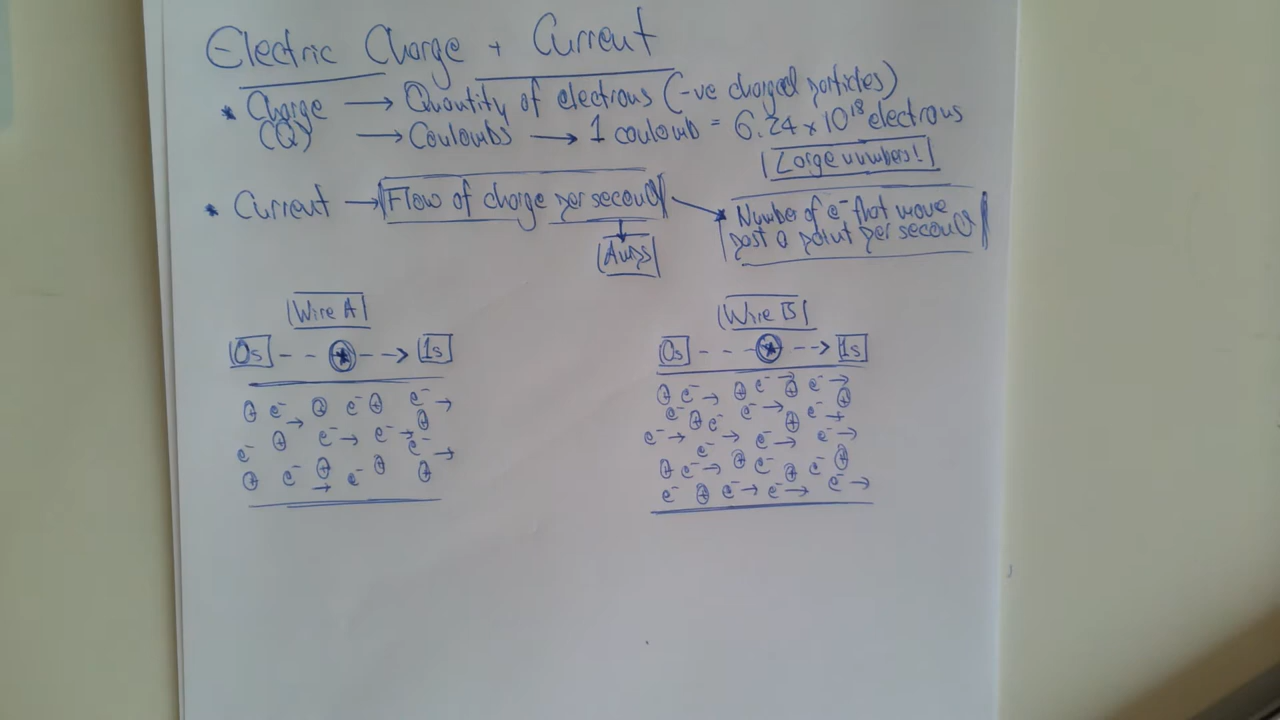 Electric Charge + Current
* Charge → Quantity of electrons (-ve charged particles)
(Q) → Coulombs → 1 coulomb = 6.24 x 10¹⁸ electrons
Large numbers!
* Current → Flow of charge per second
Number of e⁻ that move
past a point per second
Amps
Wire A
0s - - * - -> 1s
+ e⁻ → + e⁻ + e⁻ →
e⁻ + e⁻ → e⁻ → + e⁻ →
+ e⁻ + → e⁻ + +
Wire B
0s - - - * - -> 1s
+ e⁻ → + e⁻ → + e⁻ → +
e⁻ + e⁻ e⁻ → + e⁻ →
e⁻ → e⁻ → e⁻ → e⁻ →
+ e⁻ → + e⁻ + e⁻ +
e⁻ + e⁻ → e⁻ → e⁻ →